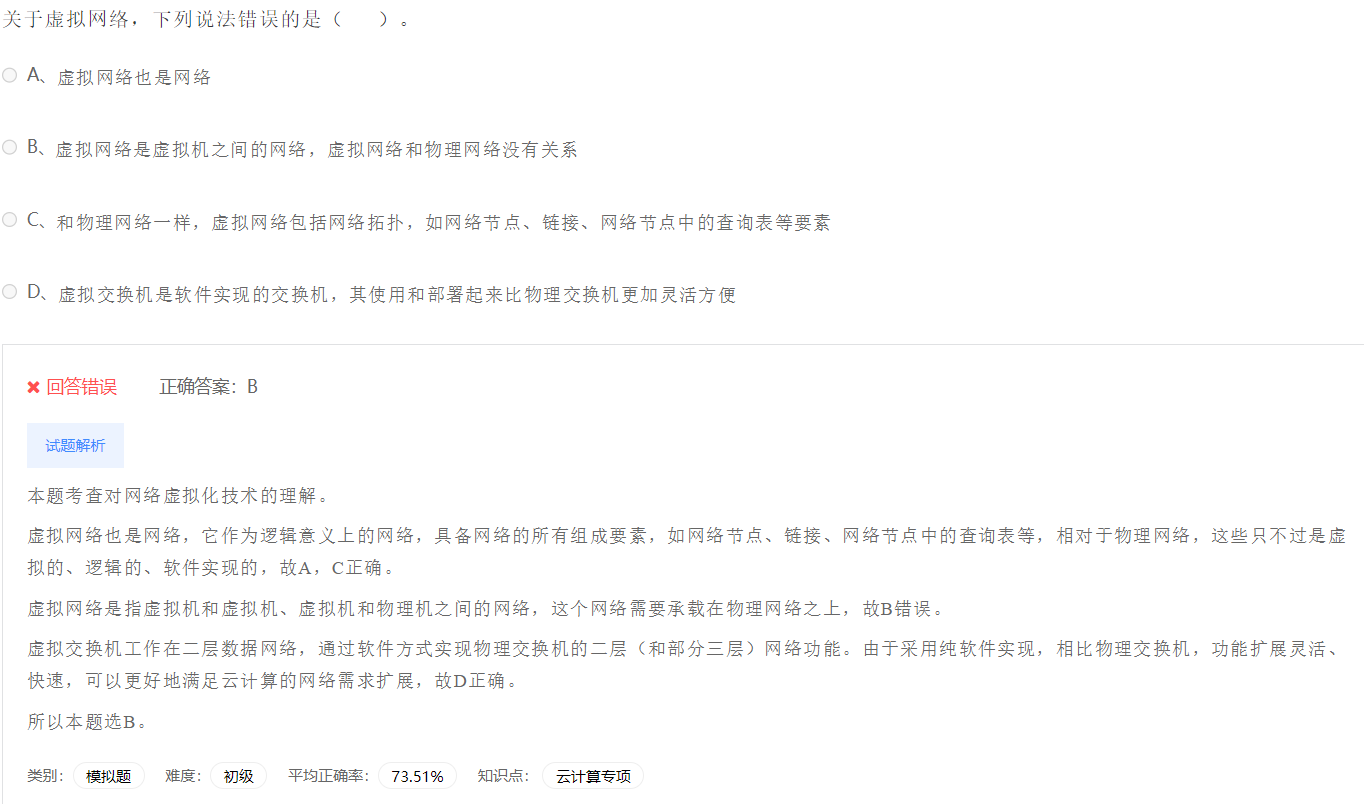 关于虚拟网络，下列说法错误的是（　　）。
A、虚拟网络也是网络
B、虚拟网络是虚拟机之间的网络，虚拟网络和物理网络没有关系
C、和物理网络一样，虚拟网络包括网络拓扑，如网络节点、链接、网络节点中的查询表等要素
D、虚拟交换机是软件实现的交换机，其使用和部署起来比物理交换机更加灵活方便
回答错误 正确答案：B
试题解析
本题考查对网络虚拟化技术的理解。
虚拟网络也是网络，它作为逻辑意义上的网络，具备网络的所有组成要素，如网络节点、链接、网络节点中的查询表等，相对于物理网络，这些只不过是虚
拟的、逻辑的、软件实现的，故A，C正确。
虚拟网络是指虚拟机和虚拟机、虚拟机和物理机之间的网络，这个网络需要承载在物理网络之上，故B错误。
虚拟交换机工作在二层数据网络，通过软件方式实现物理交换机的二层（和部分三层）网络功能。由于采用纯软件实现，相比物理交换机，功能扩展灵活、
快速，可以更好地满足云计算的网络需求扩展，故D正确。
所以本题选B。
类别： 模拟题 难度： 初级 平均正确率： 73.51% 知识点： 云计算专项